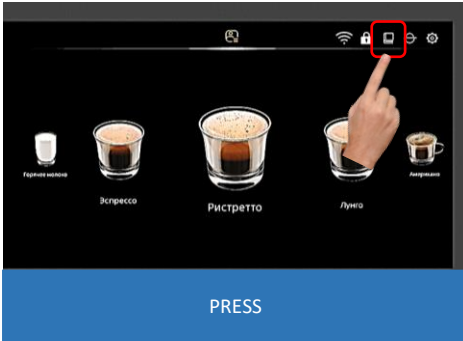 Горячее молоко
Эспрессо
Ристретто
Лунго
Американо
PRESS